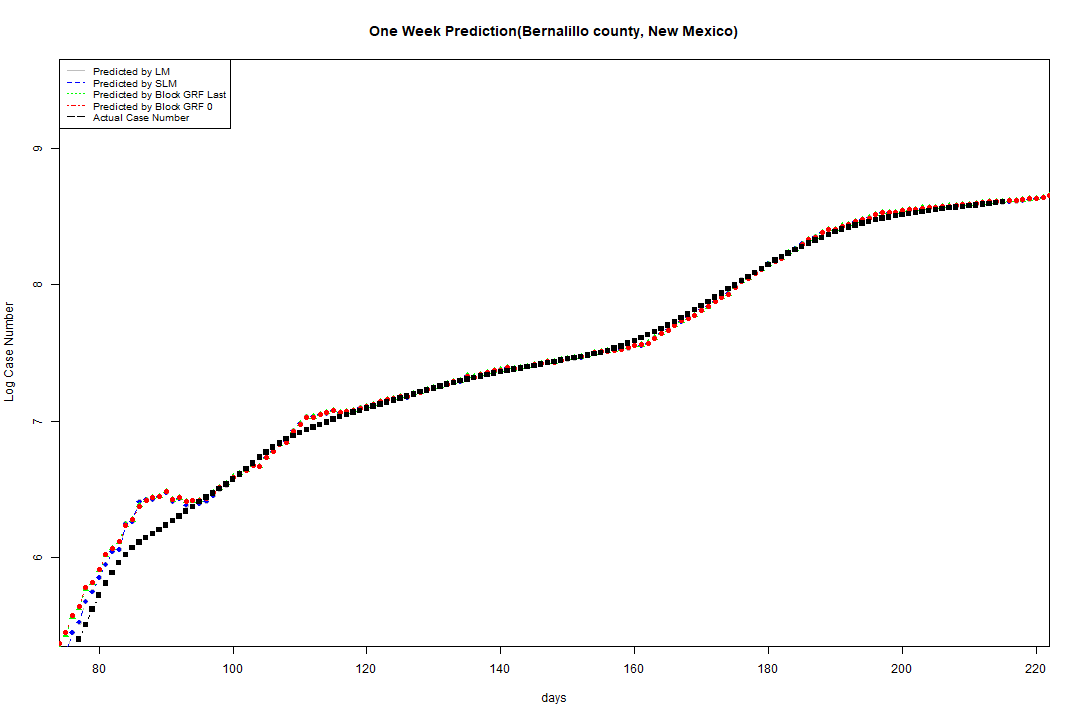 One Week Prediction(Bernalillo county, New Mexico)
Predicted by LM
Predicted by SLM
Predicted by Block GRF Last
Predicted by Block GRF 0
Actual Case Number
9
8
7
6
Log Case Number
80 100 120 140 160 180 200 220
days